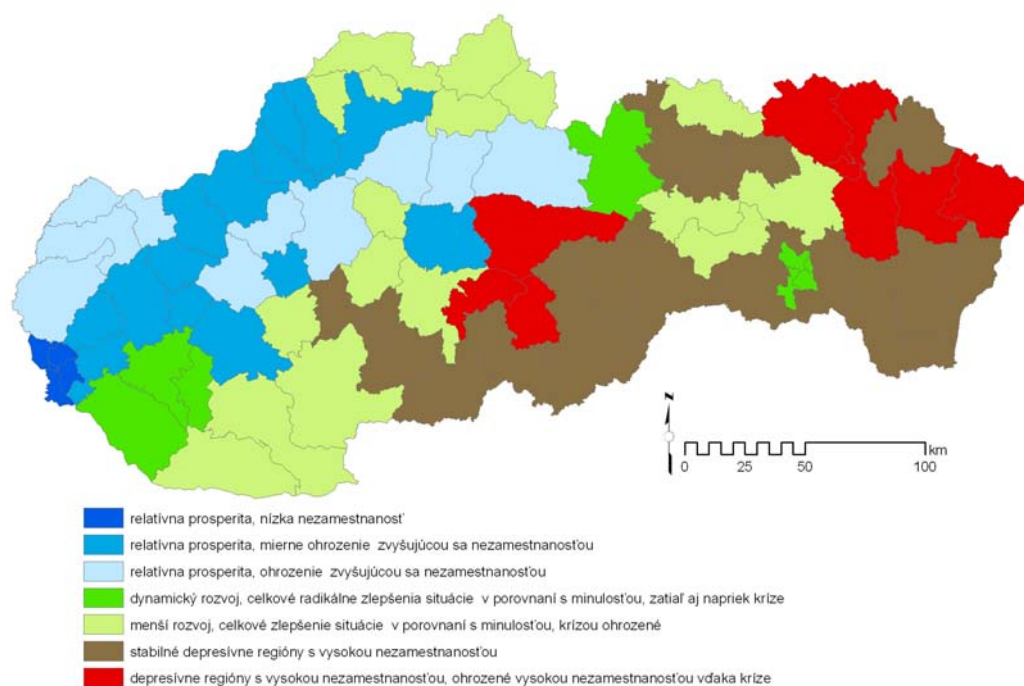 N
km
0 25 50 100
relatívna prosperita, nízka nezamestnanosť
relatívna prosperita, mierne ohrozenie zvyšujúcou sa nezamestnanosťou
relatívna prosperita, ohrozenie zvyšujúcou sa nezamestnanosťou
dynamický rozvoj, celkové radikálne zlepšenia situácie v porovnaní s minulosťou, zatiaľ aj napriek kríze
menší rozvoj, celkové zlepšenie situácie v porovnaní s minulosťou, krízou ohrozené
stabilné depresívne regióny s vysokou nezamestnanosťou
depresívne regióny s vysokou nezamestnanosťou, ohrozené vysokou nezamestnanosťou vďaka kríze